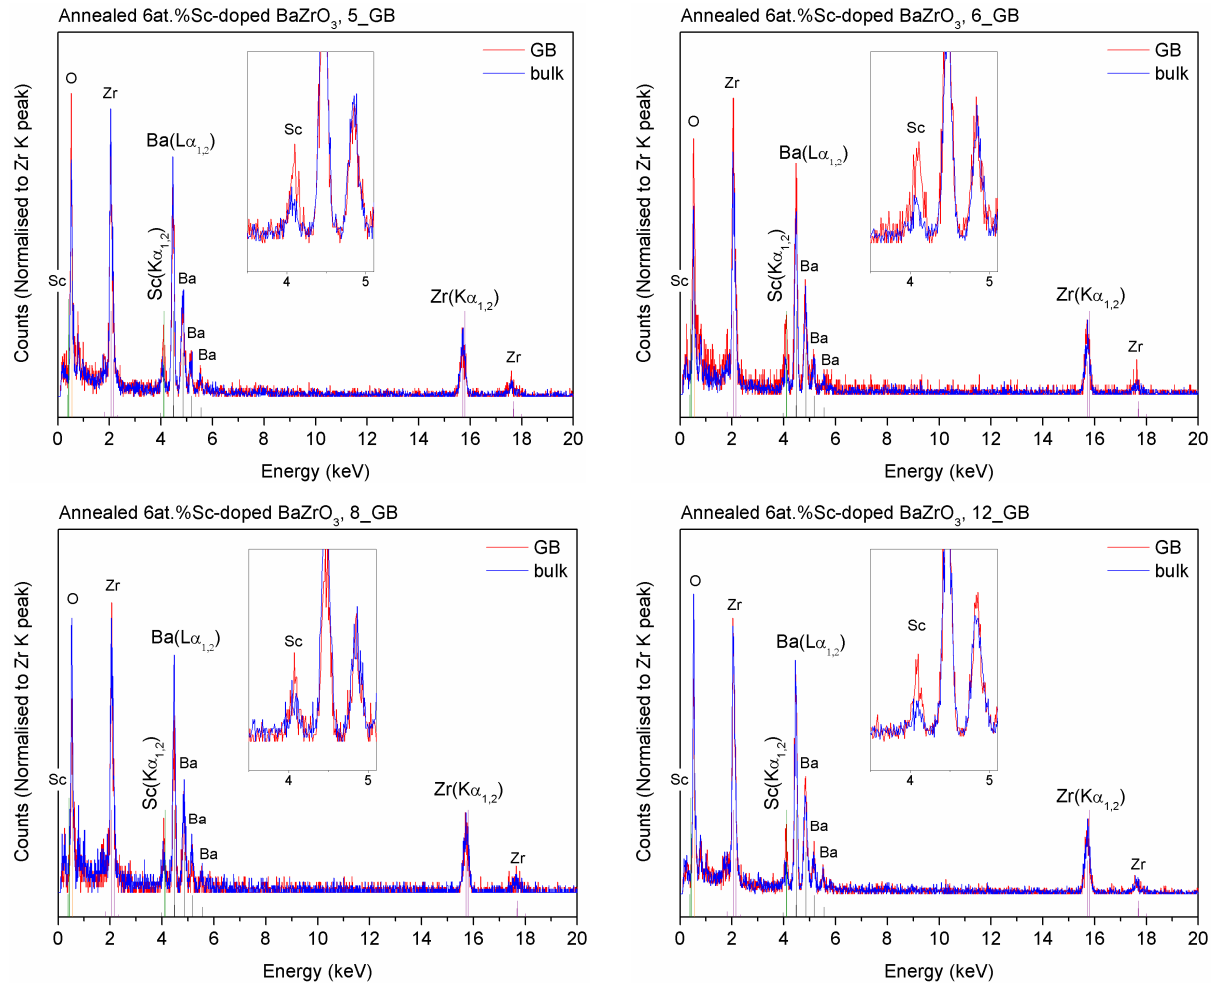 Annealed 6at.%Sc-doped BaZrO3, 5_GB
GB
bulk
O
Zr
Ba(Lα1,2)
Sc
Sc(Kα1,2)
Sc
Ba
Ba
Ba
Zr(Kα1,2)
Zr
4 5
Counts (Normalised to Zr K peak)
0 2 4 6 8 10 12 14 16 18 20
Energy (keV)
Annealed 6at.%Sc-doped BaZrO3, 6_GB
GB
bulk
O
Zr
Ba(Lα1,2)
Sc
Sc(Kα1,2)
Ba
Ba
Ba
Zr(Kα1,2)
Zr
4 5
Counts (Normalised to Zr K peak)
0 2 4 6 8 10 12 14 16 18 20
Energy (keV)
Annealed 6at.%Sc-doped BaZrO3, 8_GB
GB
bulk
O
Zr
Ba(Lα1,2)
Sc
Sc(Kα1,2)
Sc
Ba
Ba
Ba
Zr(Kα1,2)
Zr
4 5
Counts (Normalised to Zr K peak)
0 2 4 6 8 10 12 14 16 18 20
Energy (keV)
Annealed 6at.%Sc-doped BaZrO3, 12_GB
GB
bulk
O
Zr
Ba(Lα1,2)
Sc
Sc(Kα1,2)
Sc
Ba
Ba
Ba
Zr(Kα1,2)
Zr
4 5
Counts (Normalised to Zr K peak)
0 2 4 6 8 10 12 14 16 18 20
Energy (keV)